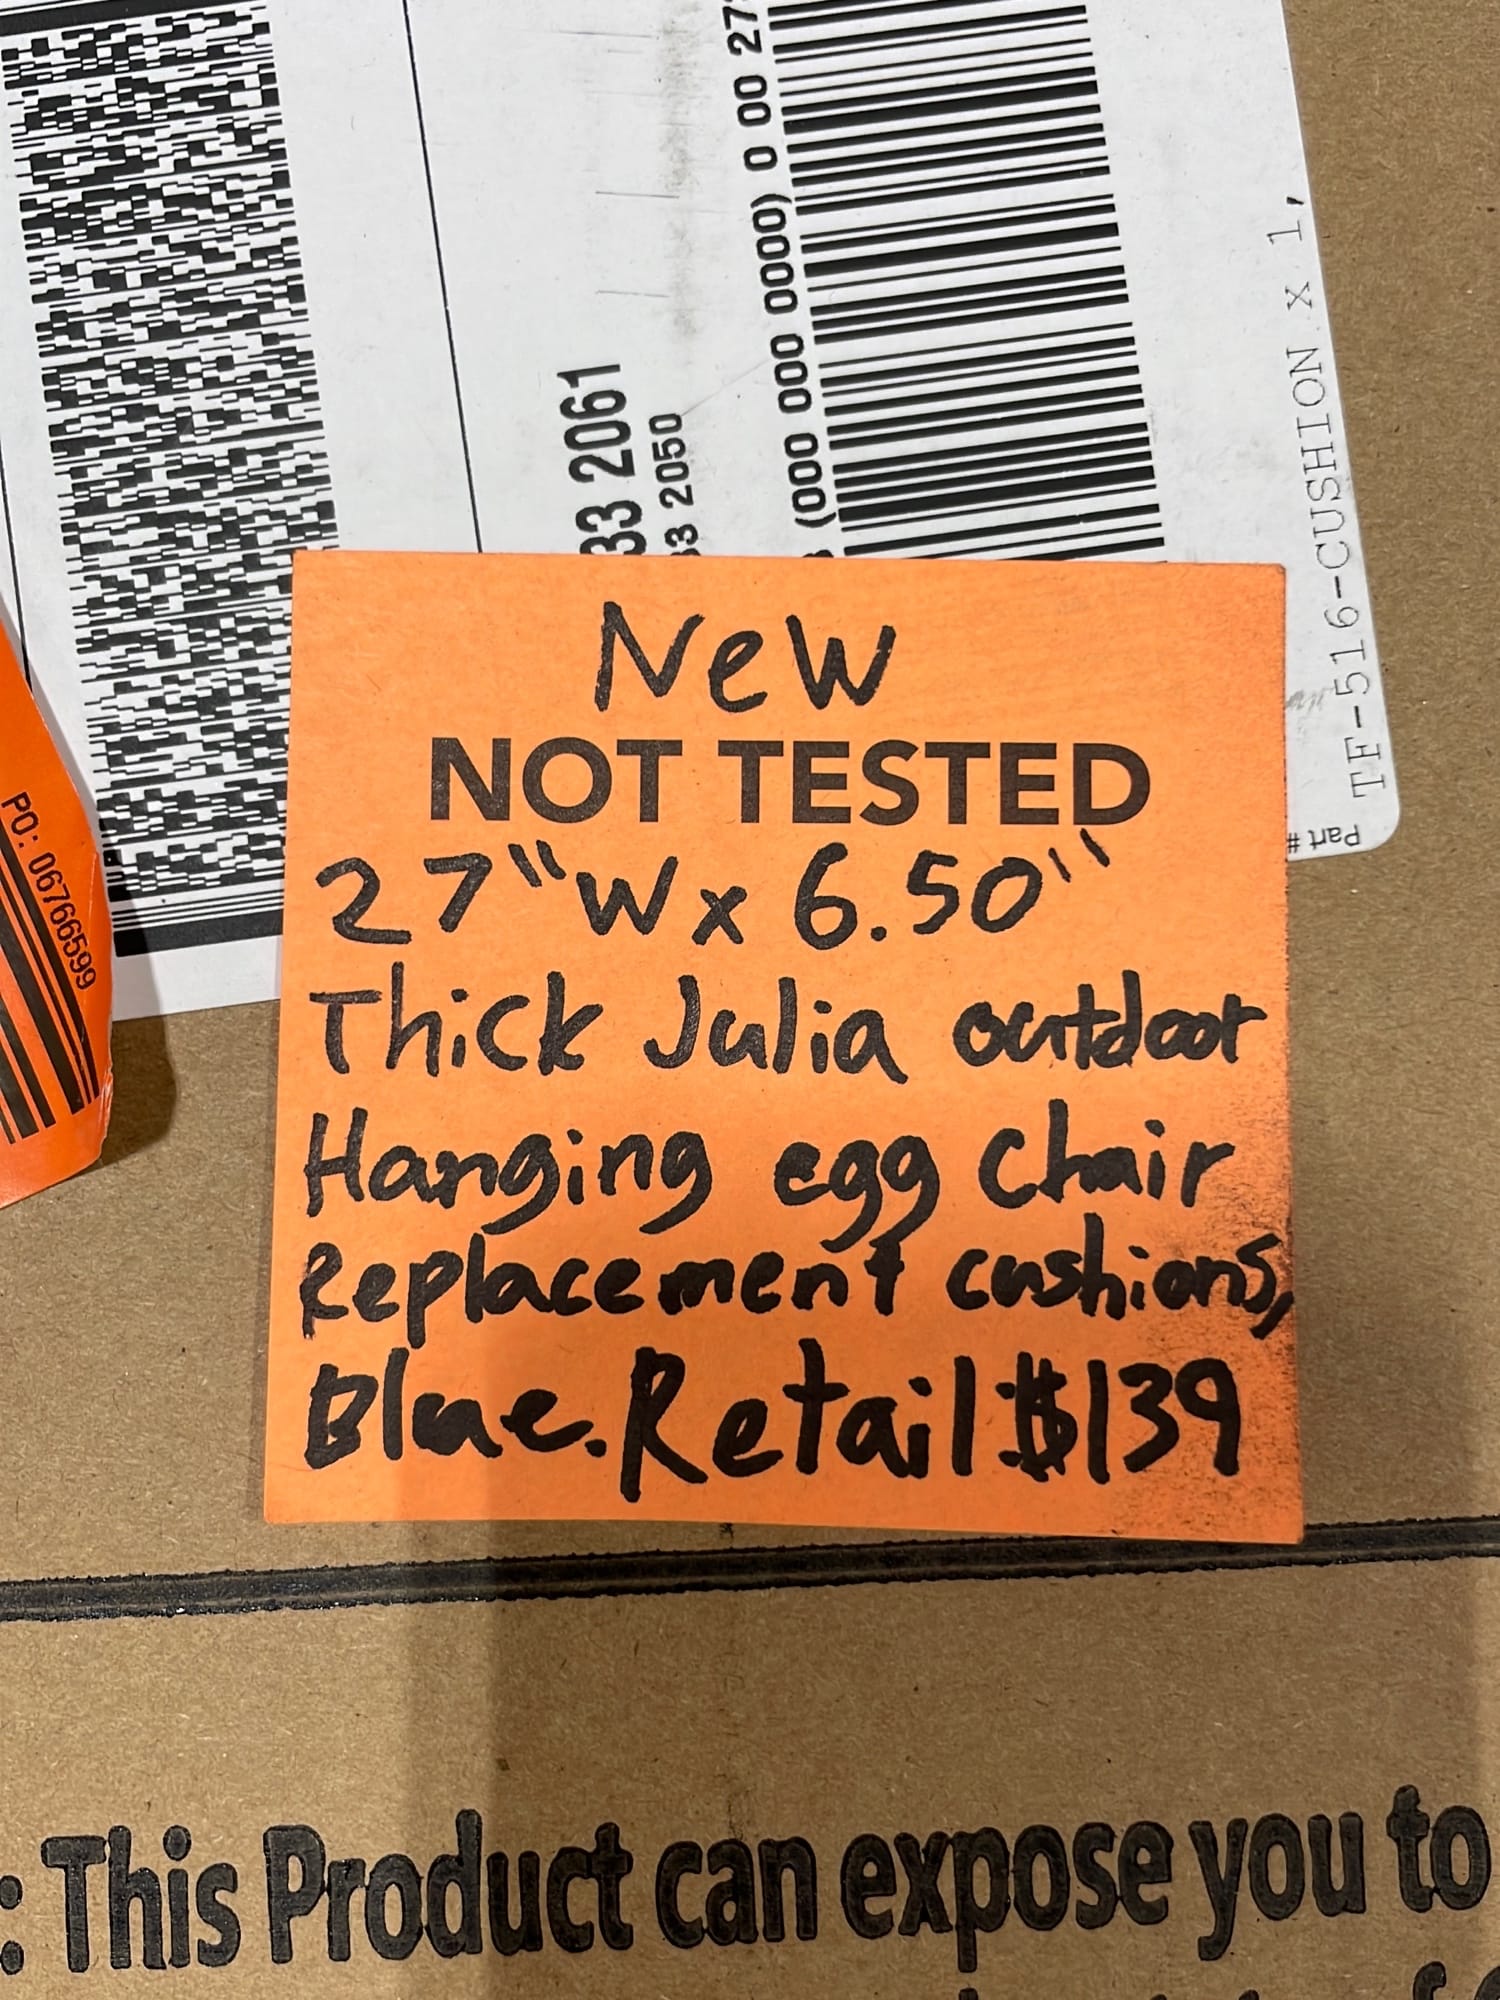 (000 000 0000) 0 00 27
33 2061
33 2050
TF-516-CUSHION x 1,
Part #
PO: 06766599
New
NOT TESTED
27"W x 6.50"
Thick Julia outdoor
Hanging egg Chair
Replacement cushions,
Blue. Retail $139
: This Product can expose you to